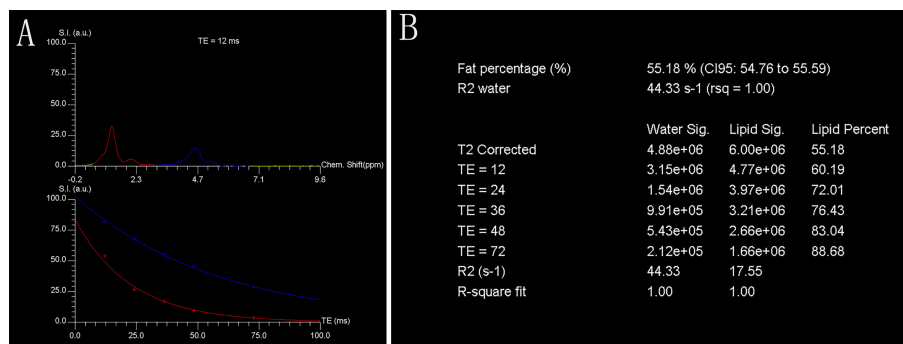 A
S.I. (a.u.)
TE = 12 ms
100.0
75.0
50.0
25.0
0.0
-0.2 2.3 4.7 7.1 9.6
Chem. Shift(ppm)
S.I. (a.u.)
100.0
75.0
50.0
25.0
0.0
TE (ms)
0.0 25.0 50.0 75.0 100.0
B
Fat percentage (%) 55.18 % (CI95: 54.76 to 55.59)
R2 water 44.33 s-1 (rsq = 1.00)
Water Sig. Lipid Sig. Lipid Percent
T2 Corrected 4.88e+06 6.00e+06 55.18
TE = 12 3.15e+06 4.77e+06 60.19
TE = 24 1.54e+06 3.97e+06 72.01
TE = 36 9.91e+05 3.21e+06 76.43
TE = 48 5.43e+05 2.66e+06 83.04
TE = 72 2.12e+05 1.66e+06 88.68
R2 (s-1) 44.33 17.55
R-square fit 1.00 1.00